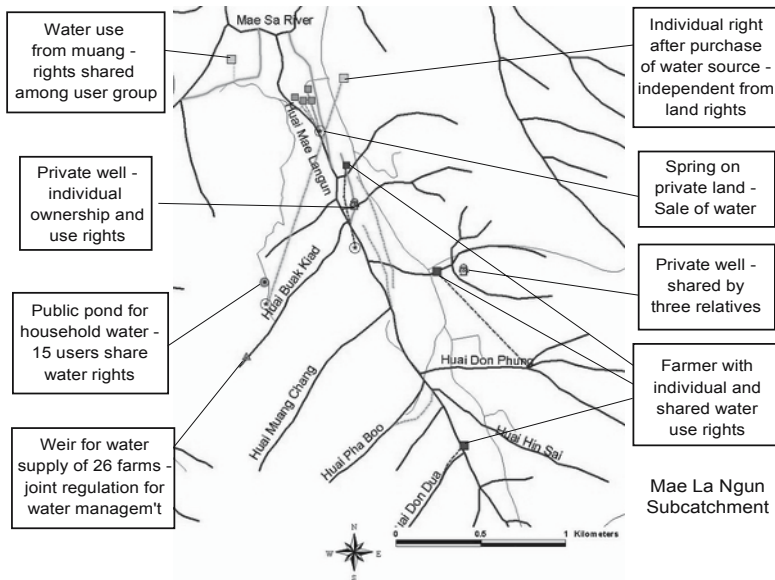 Water use
from muang -
rights shared
among user group
Private well -
individual
ownership and
use rights
Public pond for
household water -
15 users share
water rights
Weir for water
supply of 26 farms -
joint regulation for
water managem't
Mae Sa River
Huai Mae Langun
Huai Buak Kiad
Huai Muang Chang
Huai Pha Boo
Huai Don Phung
Huai Hin Sai
uai Don Dua
N
W
E
S
0
0.5
1 Kilometers
Individual right
after purchase
of water source -
independent from
land rights
Spring on
private land -
Sale of water
Private well -
shared by
three relatives
Farmer with
individual and
shared water
use rights
Mae La Ngun
Subcatchment